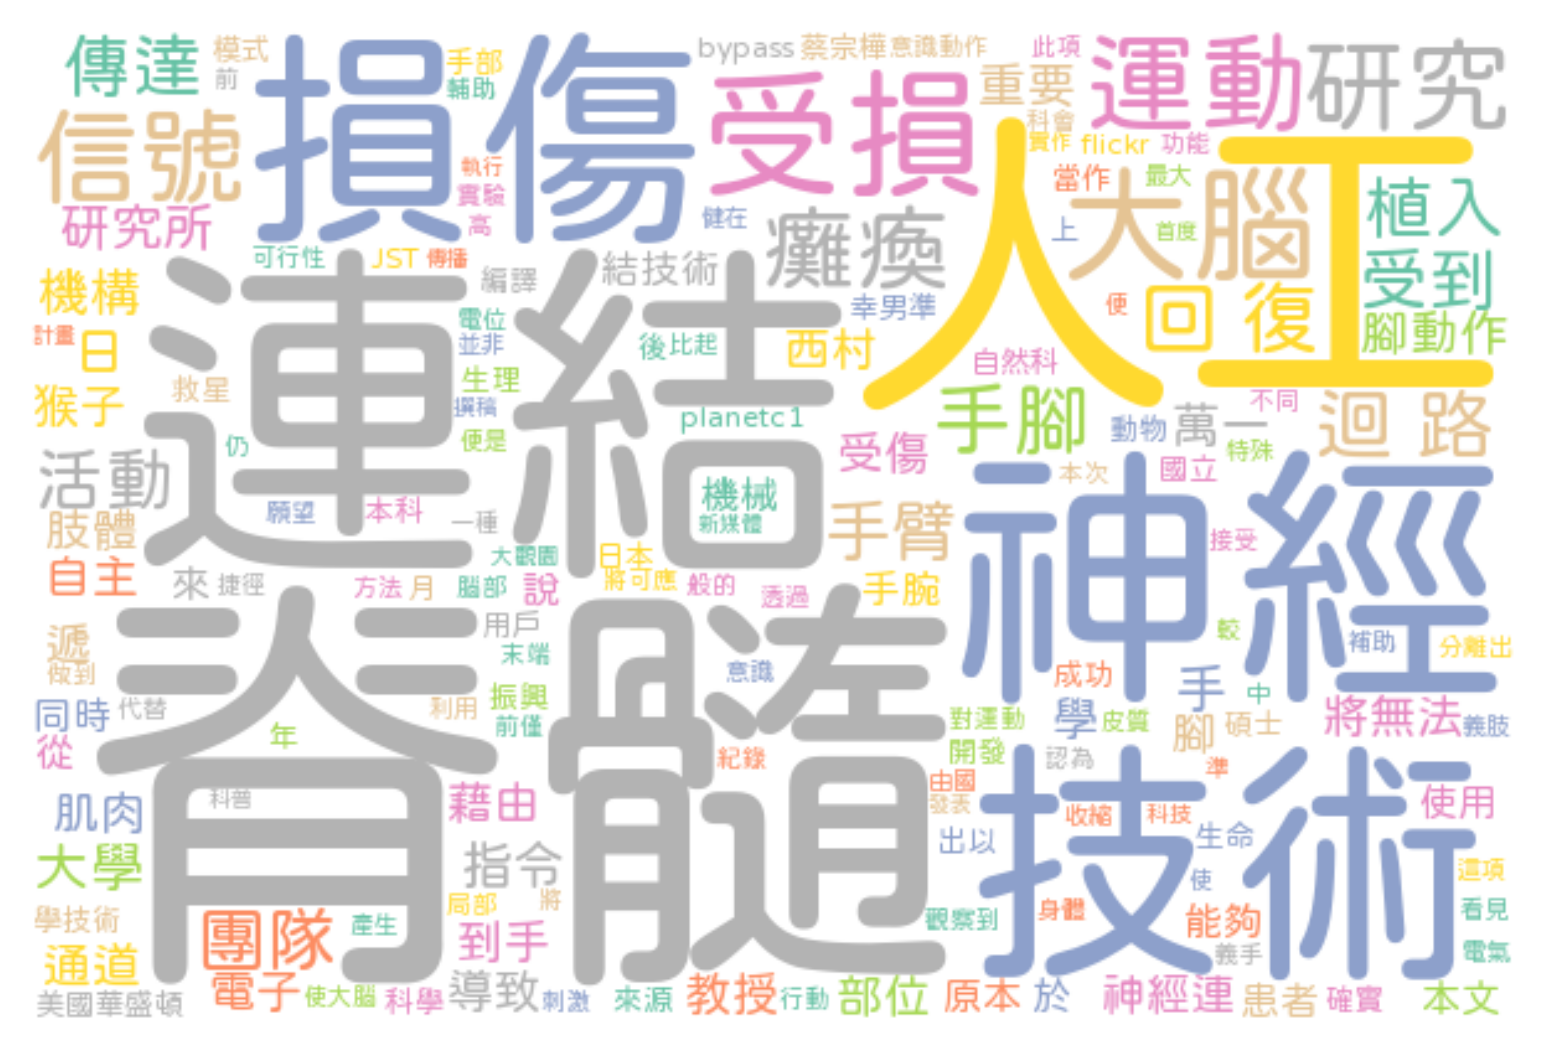 傳達
模式
前
損傷
手部
輔助
bypass
蔡宗樺
意識動作
此項
運動
研究
受損
重要
科會
信號
執行
實驗
高
實作
flickr
功能
人工
當作
最大
大腦
植入
研究所
健在
癱瘓
上
首度
受到
可行性
JST
傳播
編譯
結技術
機構
連結
幸男準
便
回復
腳動作
計畫
日
電位
並非
後
比起
西村
自然科
救星
生理
猴子
撰稿
planetc1
手腳
動物
萬一
不同
迴路
仍
便是
受傷
特殊
活動
機械
本次
國立
神經
願望
本科
一種
新媒體
手臂
肢體
接受
大觀園
日本
自主
來
捷徑
方法
月
腦部
說
將可應
般的
透過
手腕
脊髓
用戶
較
補助
遞
末端
分離出
做到
意識
成功
手
中
同時
代替
利用
振興
前僅
對運動
學
皮質
腳
碩士
將無法
義肢
從
年
紀錄
開發
認為
準
科普
藉由
由國
發表
技術
肌肉
收縮
科技
使用
出以
生命
大學
指令
使
這項
局部
將
學技術
團隊
產生
觀察到
身體
能夠
看見
到手
通道
義手
電氣
美國華盛頓
電子
使大腦
科學
導致
刺激
來源
教授
行動
部位
原本
於
神經連
患者
確實
本文